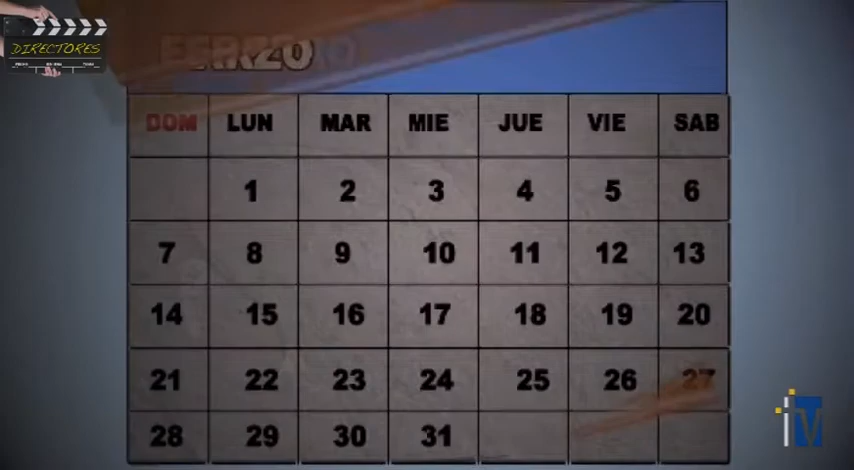 DIRECTORES
DOM LUN MAR MIE JUE VIE SAB
1 2 3 4 5 6
7 8 9 10 11 12 13
14 15 16 17 18 19 20
21 22 23 24 25 26 27
28 29 30 31
iTV